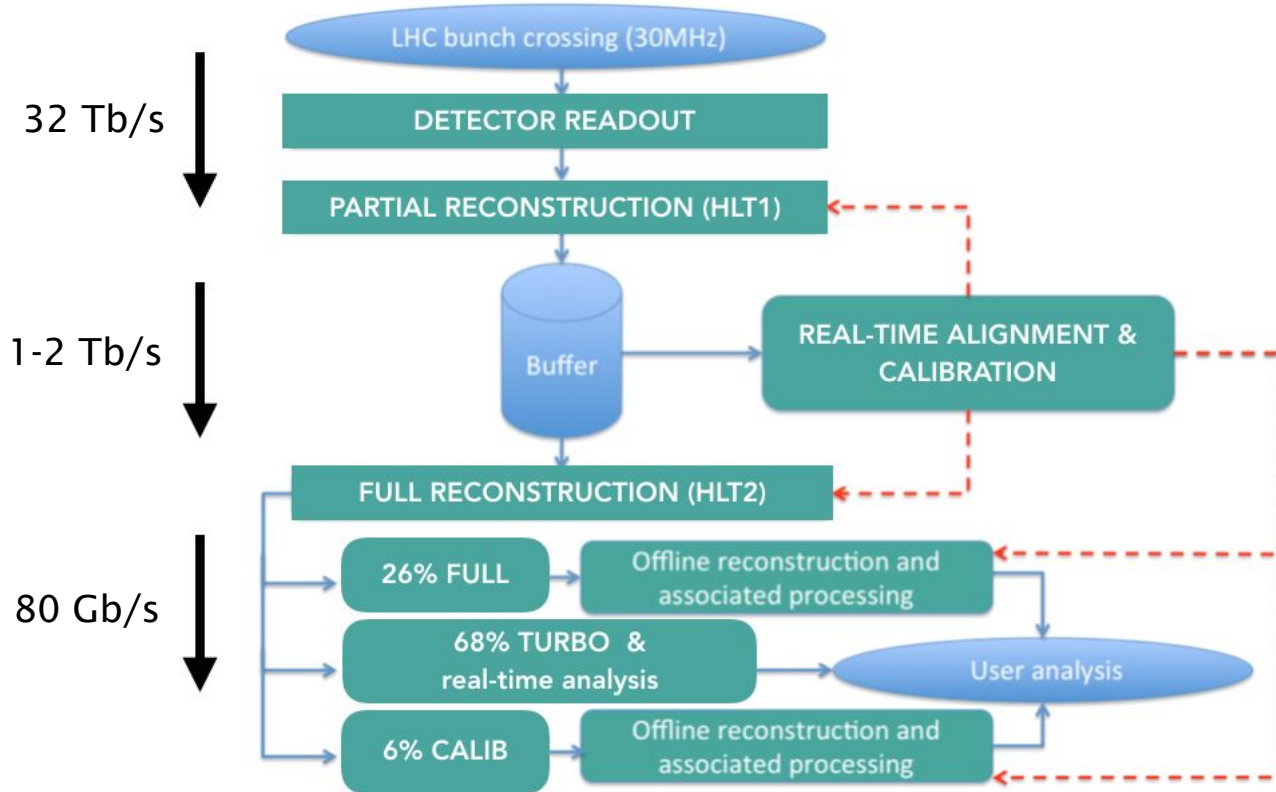 LHC bunch crossing (30MHz)
32 Tb/s
DETECTOR READOUT
PARTIAL RECONSTRUCTION (HLT1)
1-2 Tb/s
Buffer
REAL-TIME ALIGNMENT &
CALIBRATION
FULL RECONSTRUCTION (HLT2)
80 Gb/s
26% FULL
Offline reconstruction and
associated processing
68% TURBO &
real-time analysis
User analysis
6% CALIB
Offline reconstruction and
associated processing